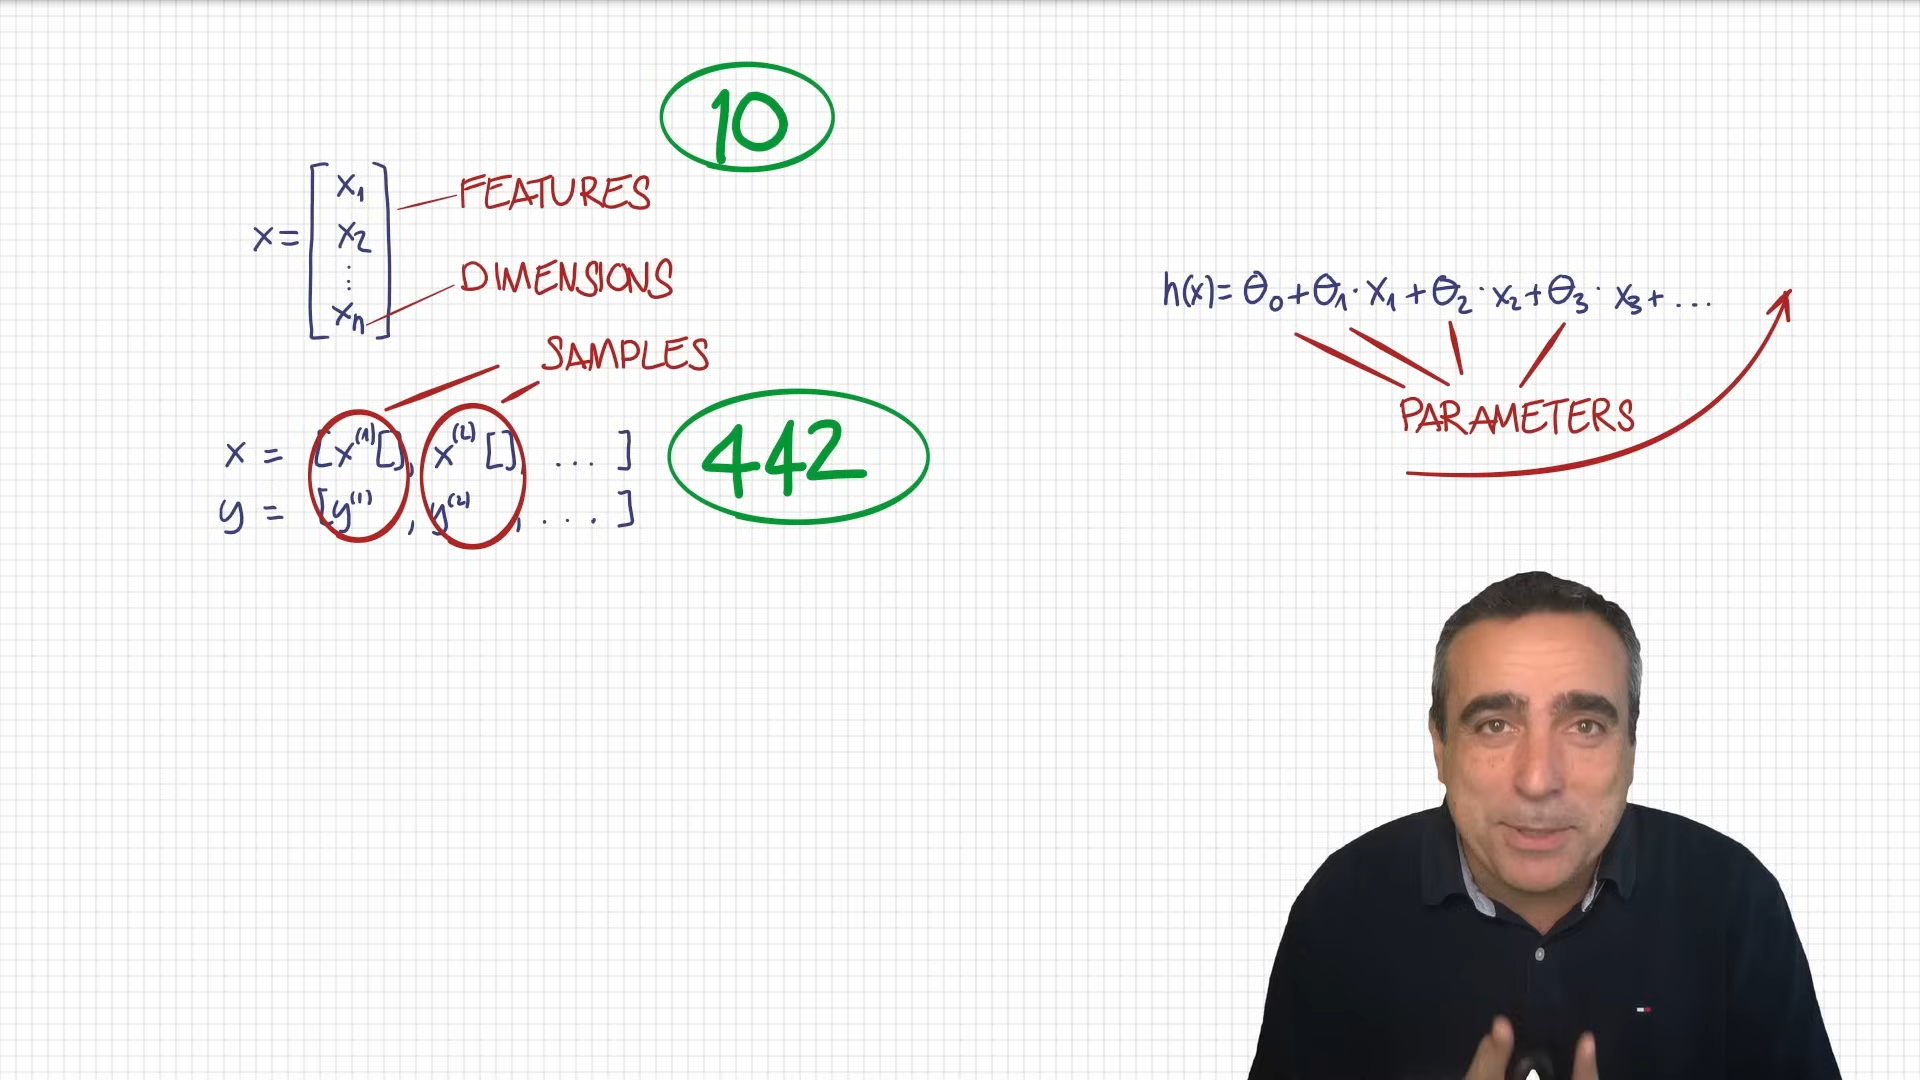 10
x = [ x₁ x₂ ⋮ xₙ ]
FEATURES
DIMENSIONS
SAMPLES
x = [x⁽¹⁾[], x⁽²⁾[], ... ]
y = [y⁽¹⁾, y⁽²⁾, ... ]
442
h(x)= θ₀+θ₁·x₁+θ₂·x₂+θ₃·x₃+ ...
PARAMETERS